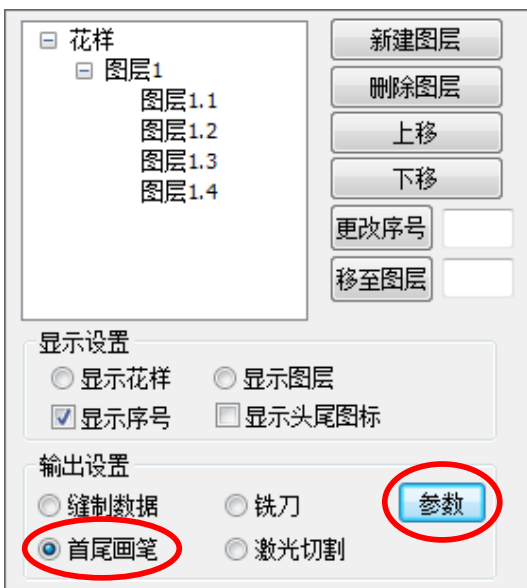 花样
图层1
图层1.1
图层1.2
图层1.3
图层1.4
新建图层
删除图层
上移
下移
更改序号
移至图层
显示设置
显示花样 显示图层
显示序号 显示头尾图标
输出设置
缝制数据 铣刀 参数
首尾画笔 激光切割